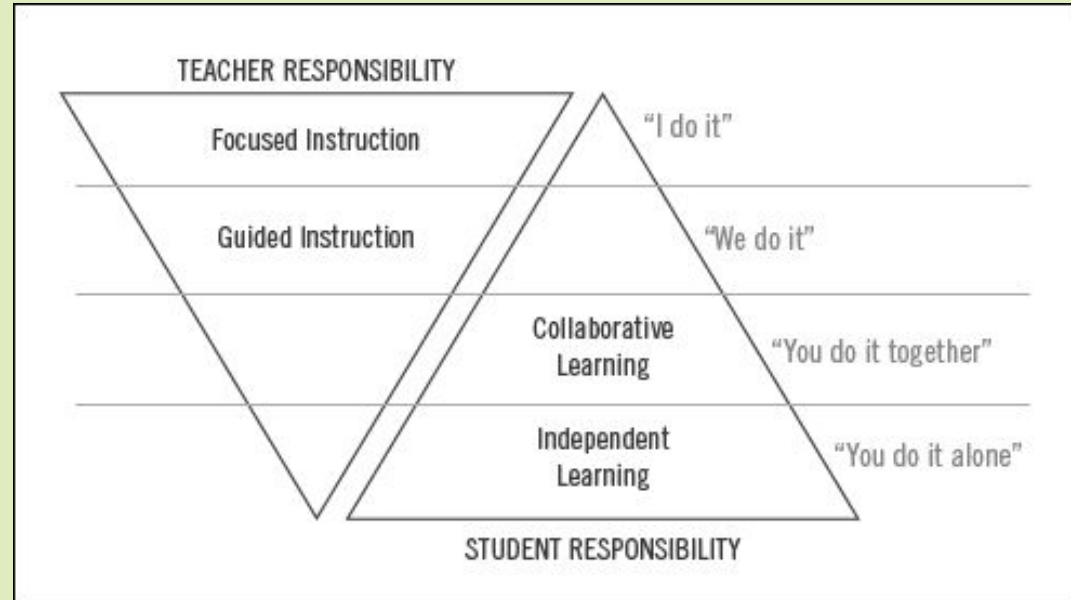 TEACHER RESPONSIBILITY
Focused Instruction
“I do it”
Guided Instruction
“We do it”
Collaborative
Learning
“You do it together”
Independent
Learning
“You do it alone”
STUDENT RESPONSIBILITY